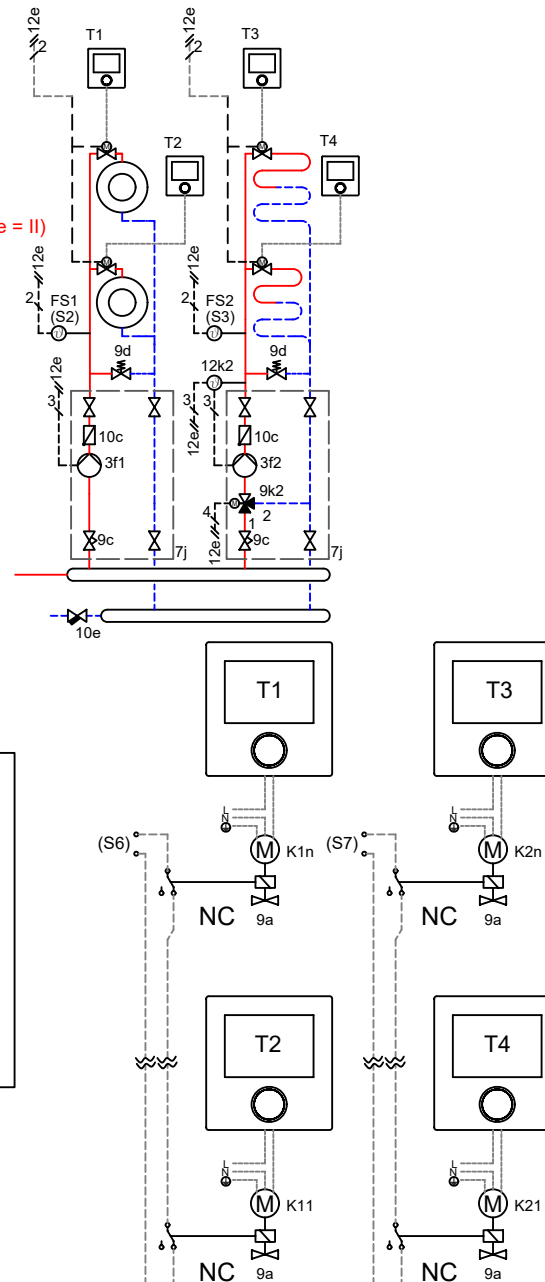 12e
2
T1
12e
2
T3
M
M
T2
T4
e = II)
M
M
12e
2
FS1
(S2)
ϑ
12e
2
FS2
(S3)
ϑ
9d
9d
12e
3
12k2
ϑ
3
12e
3
10c
10c
3f1
3f2
9k2
M
4
2
1
12e
9c
9c
7j
7j
10e
T1
T3
L
N
M
K1n
(S6)
NC
9a
L
N
M
K2n
(S7)
NC
9a
T2
T4
L
N
M
K11
NC
9a
L
N
M
K21
NC
9a